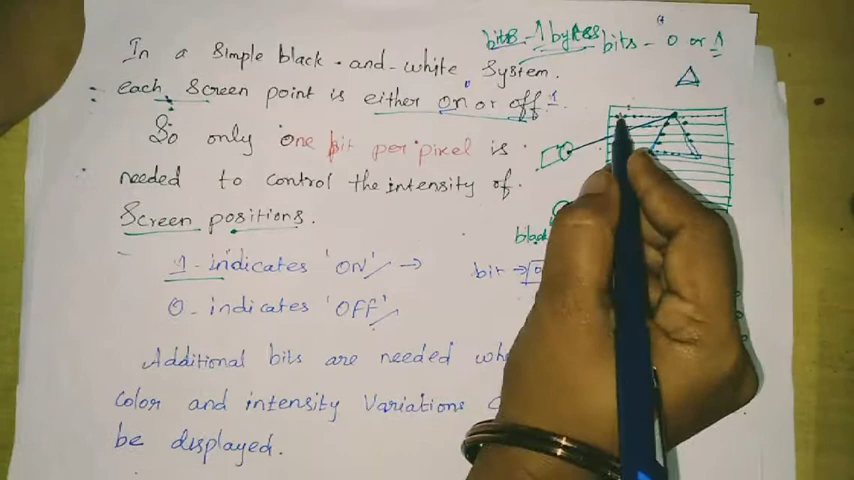 bits - 1 bytes bits - 0 or 1
In a Simple black - and - white System.
each Screen point is either on or off 1.
So only one bit per pixel is
needed to control the intensity of
Screen positions.
1 - indicates 'ON' →
bit →
0 - indicates 'OFF'
Additional bits are needed
Color and intensity Variations
be displayed.